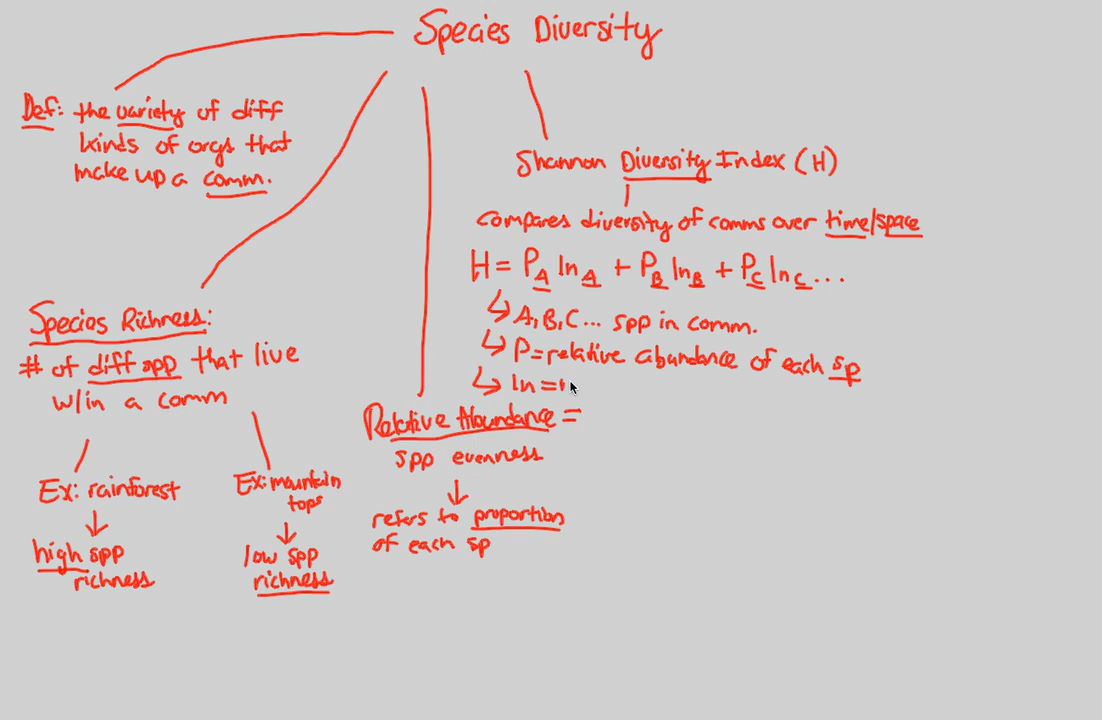 Species Diversity
Def: the variety of diff
kinds of orgs that
make up a comm.
Shannon Diversity Index (H)
Compares diversity of comms over time/space
H = PA lnA + PB lnB + PC lnC ...
A, B, C ... spp in comm.
P = relative abundance of each sp
ln =
Species Richness:
# of diff spp that live
w/in a comm
Ex: rainforest
high spp
richness
Ex: mountain
tops
low spp
richness
Relative Abundance =
spp evenness
refers to proportion
of each sp